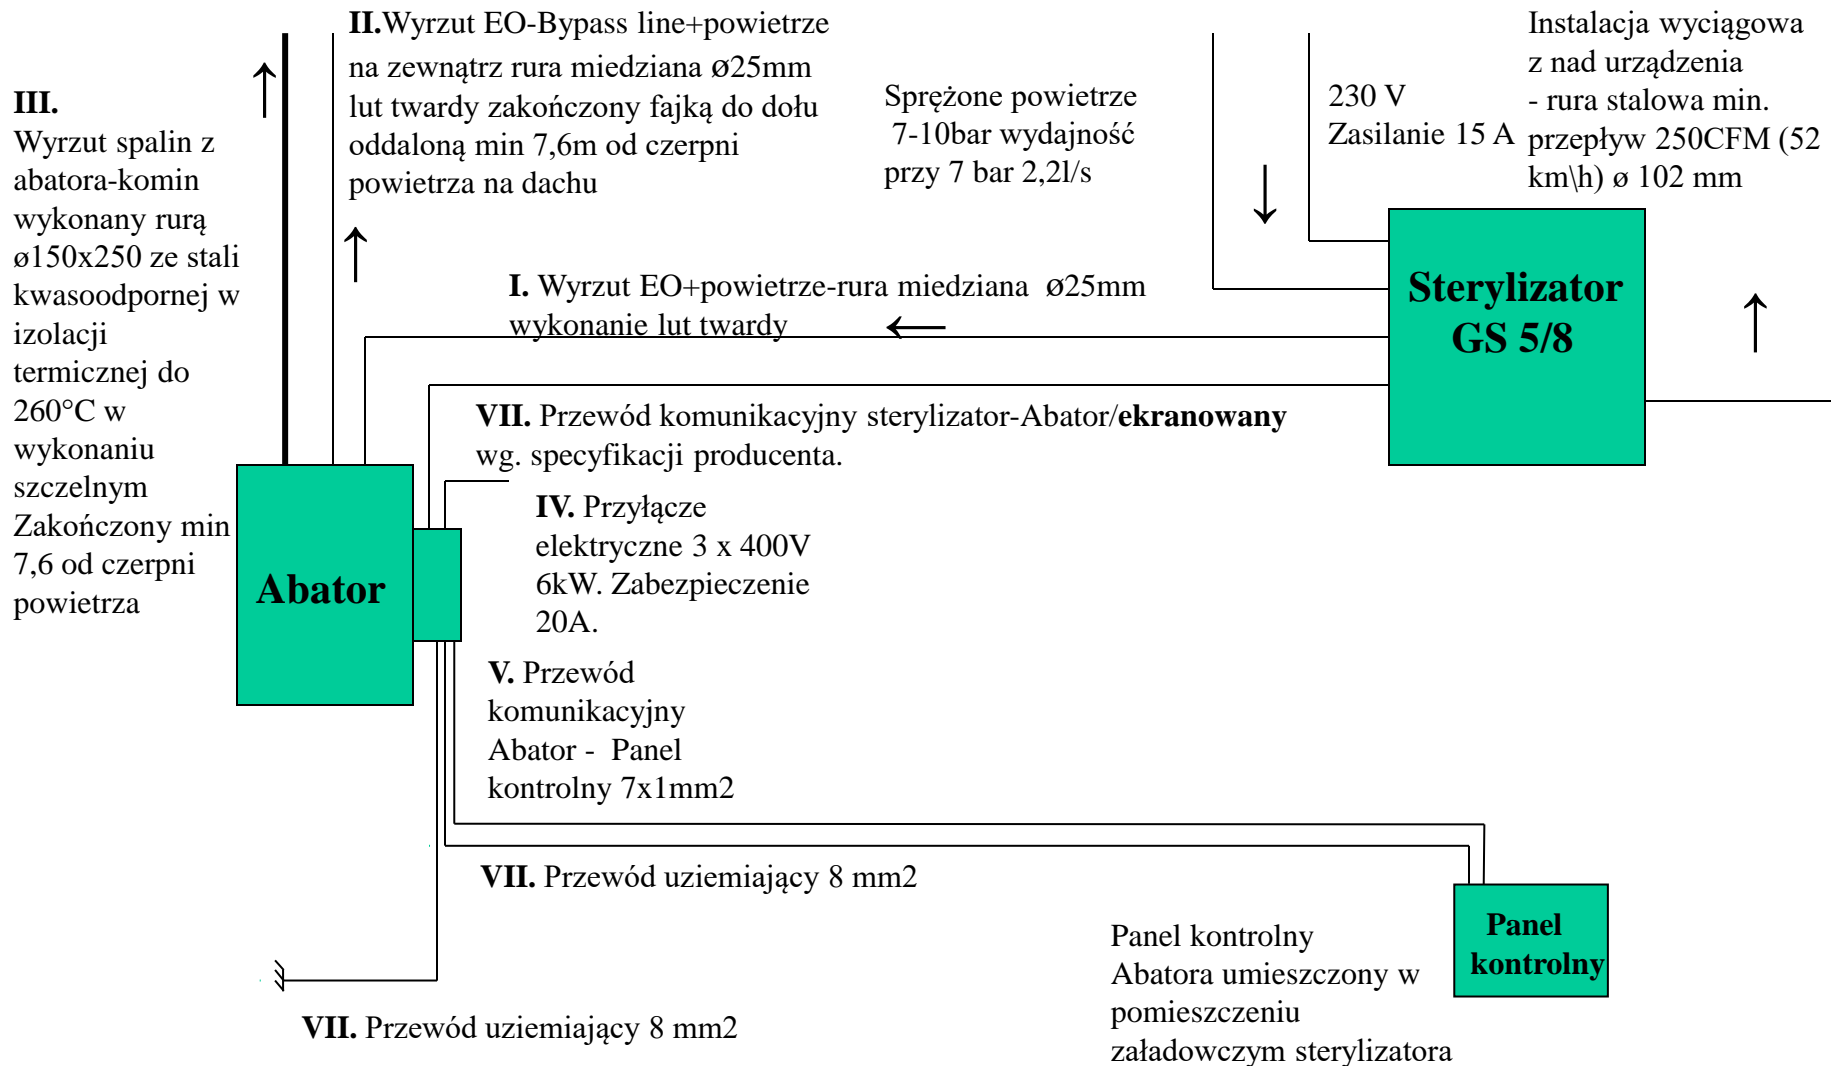 II.Wyrzut EO-Bypass line+powietrze
na zewnątrz rura miedziana ø25mm
lut twardy zakończony fajką do dołu
oddaloną min 7,6m od czerpni
powietrza na dachu
III.
Wyrzut spalin z
abatora-komin
wykonany rurą
ø150x250 ze stali
kwasoodpornej w
izolacji
termicznej do
260°C w
wykonaniu
szczelnym
Zakończony min
7,6 od czerpni
powietrza
Sprężone powietrze
7-10bar wydajność
przy 7 bar 2,2l/s
230 V
Zasilanie 15 A
Instalacja wyciągowa
z nad urządzenia
- rura stalowa min.
przepływ 250CFM (52
km\h) ø 102 mm
I. Wyrzut EO+powietrze-rura miedziana ø25mm
wykonanie lut twardy
Sterylizator
GS 5/8
VII. Przewód komunikacyjny sterylizator-Abator/ekranowany
wg. specyfikacji producenta.
IV. Przyłącze
elektryczne 3 x 400V
6kW. Zabezpieczenie
20A.
Abator
V. Przewód
komunikacyjny
Abator - Panel
kontrolny 7x1mm2
VII. Przewód uziemiający 8 mm2
Panel
kontrolny
Panel kontrolny
Abatora umieszczony w
pomieszczeniu
załadowczym sterylizatora
VII. Przewód uziemiający 8 mm2